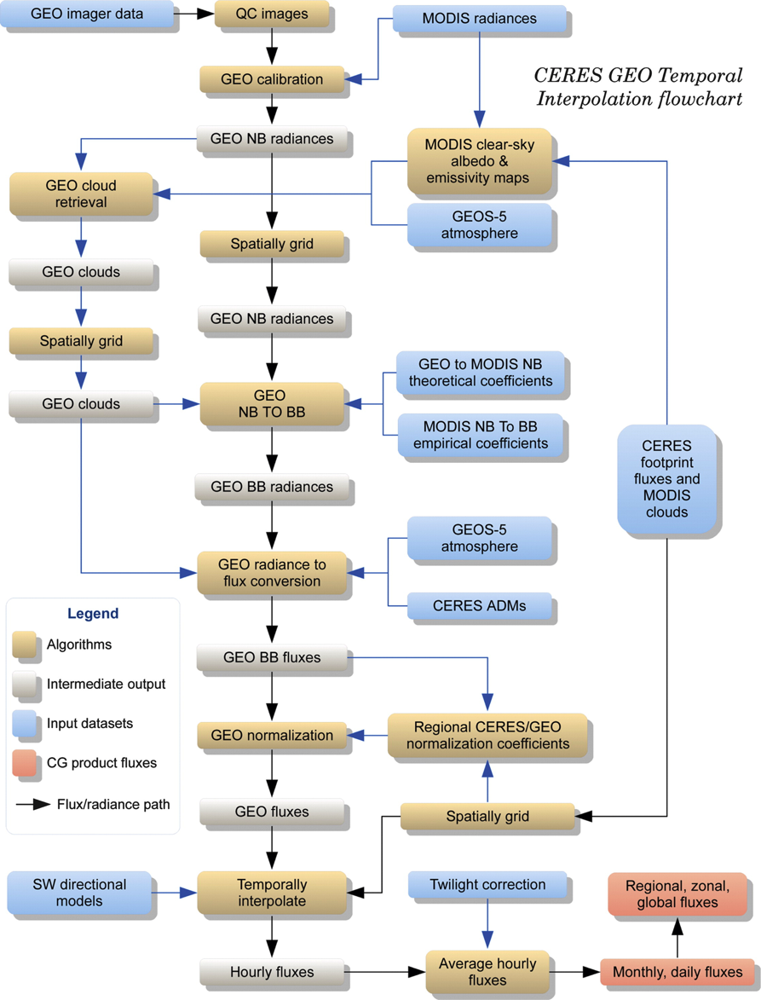 GEO imager data
QC images
MODIS radiances
CERES GEO Temporal
Interpolation flowchart
GEO calibration
GEO NB radiances
MODIS clear-sky
albedo &
emissivity maps
GEO cloud
retrieval
GEOS-5
atmosphere
Spatially grid
GEO clouds
GEO NB radiances
Spatially grid
GEO to MODIS NB
theoretical coefficients
GEO clouds
GEO
NB TO BB
MODIS NB To BB
empirical coefficients
CERES
footprint
fluxes and
MODIS
clouds
GEO BB radiances
GEOS-5
atmosphere
GEO radiance to
flux conversion
CERES ADMs
Legend
Algorithms
Intermediate output
Input datasets
CG product fluxes
Flux/radiance path
GEO BB fluxes
GEO normalization
Regional CERES/GEO
normalization coefficients
GEO fluxes
Spatially grid
SW directional
models
Temporally
interpolate
Twilight correction
Regional, zonal,
global fluxes
Hourly fluxes
Average hourly
fluxes
Monthly, daily fluxes